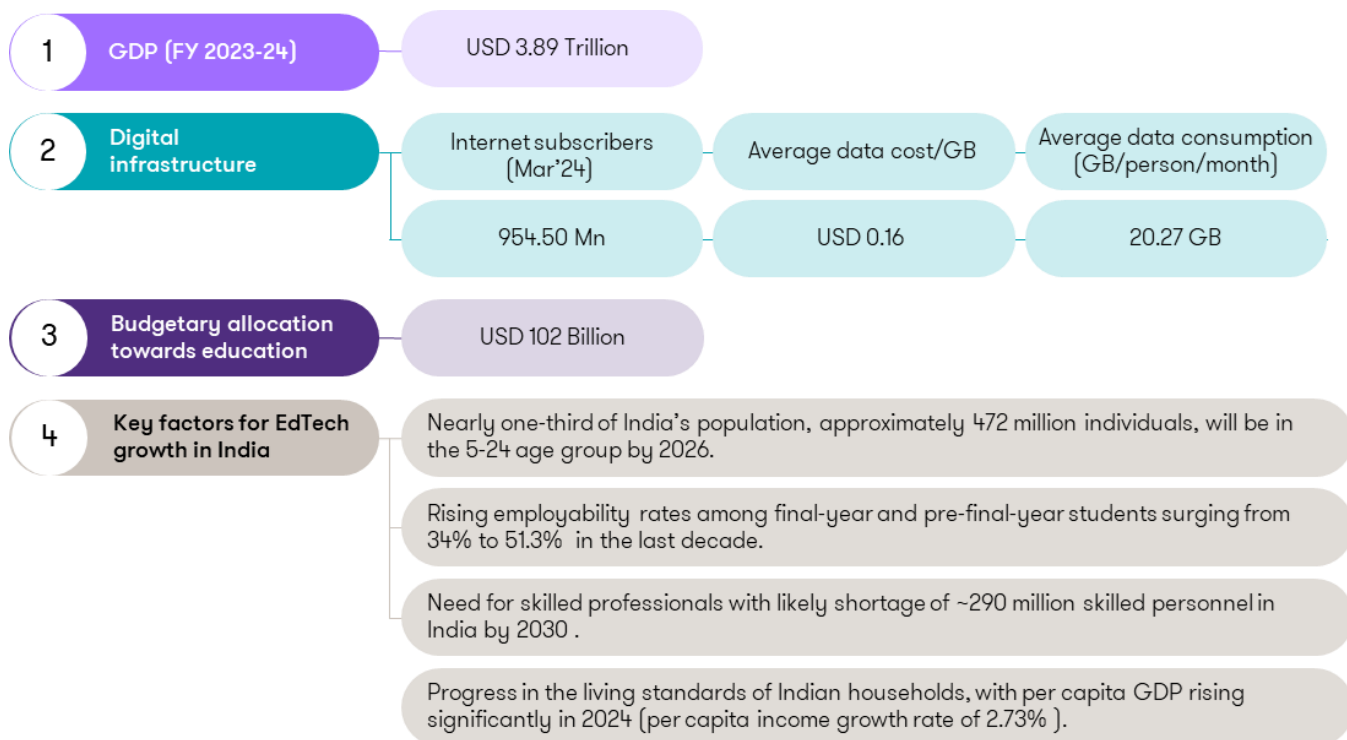 1
GDP (FY 2023-24)
USD 3.89 Trillion
2
Digital
infrastructure
Internet subscribers
(Mar'24)
Average data cost/GB
Average data consumption
(GB/person/month)
954.50 Mn
USD 0.16
20.27 GB
3
Budgetary allocation
towards education
USD 102 Billion
4
Key factors for EdTech
growth in India
Nearly one-third of India's population, approximately 472 million individuals, will be in
the 5-24 age group by 2026.
Rising employability rates among final-year and pre-final-year students surging from
34% to 51.3% in the last decade.
Need for skilled professionals with likely shortage of ~290 million skilled personnel in
India by 2030 .
Progress in the living standards of Indian households, with per capita GDP rising
significantly in 2024 (per capita income growth rate of 2.73% ).